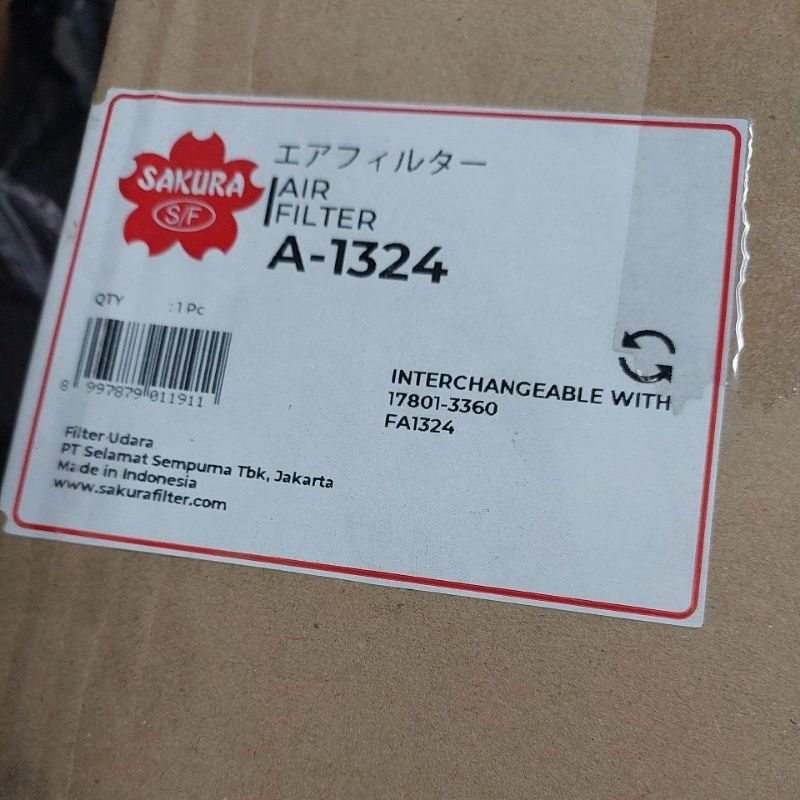 SAKURA
S/F
エアフィルター
AIR
FILTER
A-1324
QTY : 1 Pc
8 997879 011911
INTERCHANGEABLE WITH
17801-3360
FA1324
Filter Udara
PT Selamat Sempurna Tbk, Jakarta
Made in Indonesia
www.sakurafilter.com